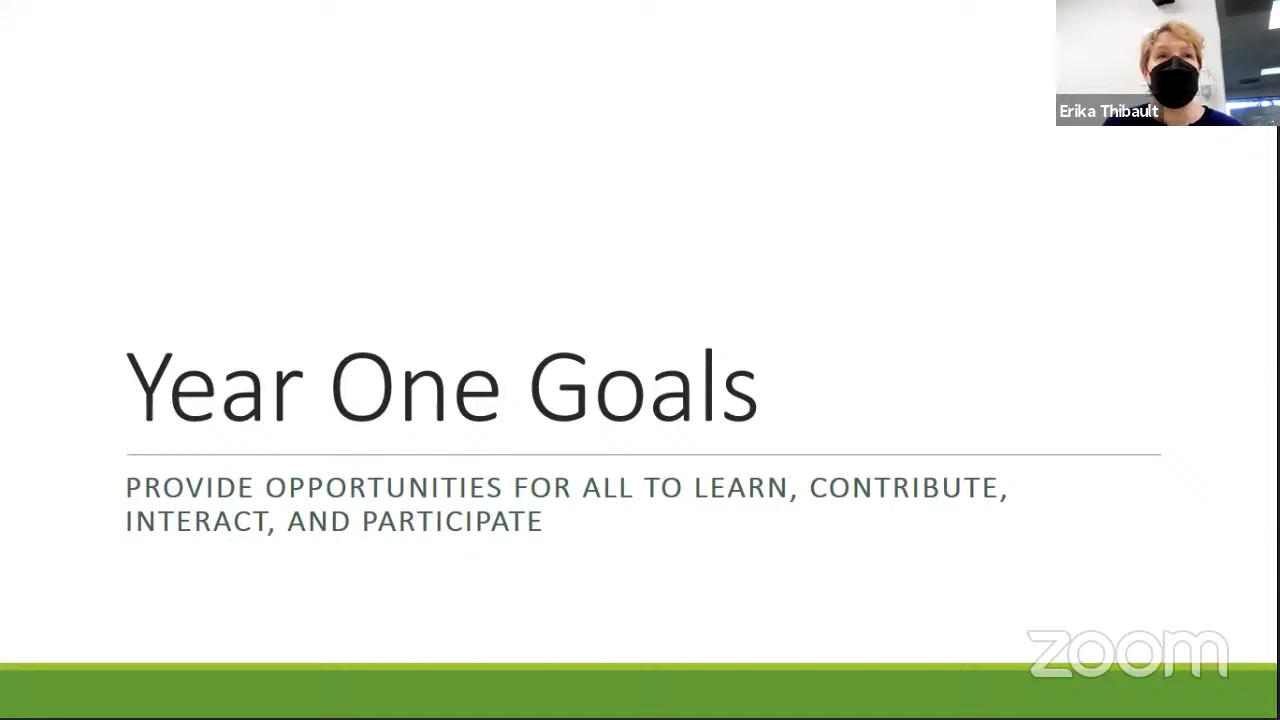 Erika Thibault
Year One Goals
PROVIDE OPPORTUNITIES FOR ALL TO LEARN, CONTRIBUTE,
INTERACT, AND PARTICIPATE
zoom